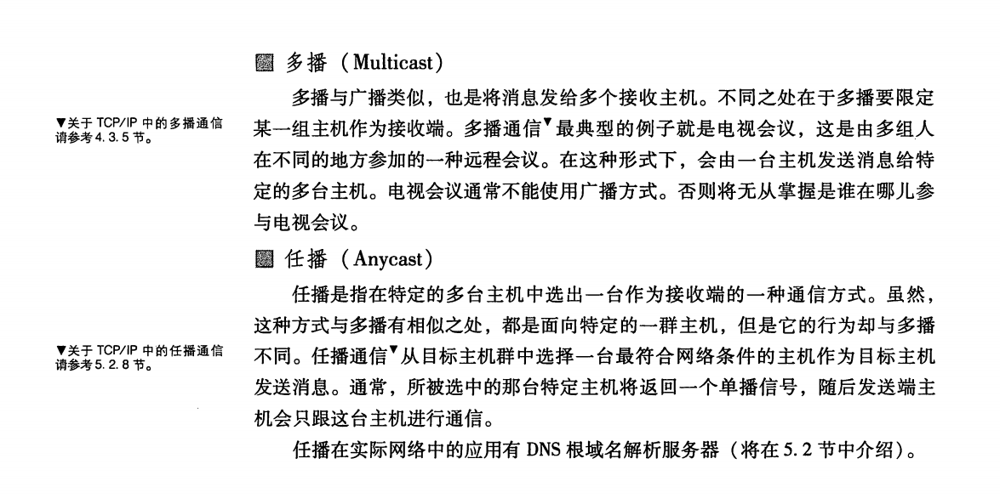 多播（Multicast）
多播与广播类似，也是将消息发给多个接收主机。不同之处在于多播要限定
▼关于 TCP/IP 中的多播通信
请参考4.3.5节。
某一组主机作为接收端。多播通信▼最典型的例子就是电视会议，这是由多组人
在不同的地方参加的一种远程会议。在这种形式下，会由一台主机发送消息给特
定的多台主机。电视会议通常不能使用广播方式。否则将无从掌握是谁在哪儿参
与电视会议。
任播（Anycast）
任播是指在特定的多台主机中选出一台作为接收端的一种通信方式。虽然，
这种方式与多播有相似之处，都是面向特定的一群主机，但是它的行为却与多播
▼关于 TCP/IP 中的任播通信
请参考5.2.8节。
不同。任播通信▼从目标主机群中选择一台最符合网络条件的主机作为目标主机
发送消息。通常，所被选中的那台特定主机将返回一个单播信号，随后发送端主
机会只跟这台主机进行通信。
任播在实际网络中的应用有 DNS 根域名解析服务器（将在5.2节中介绍）。